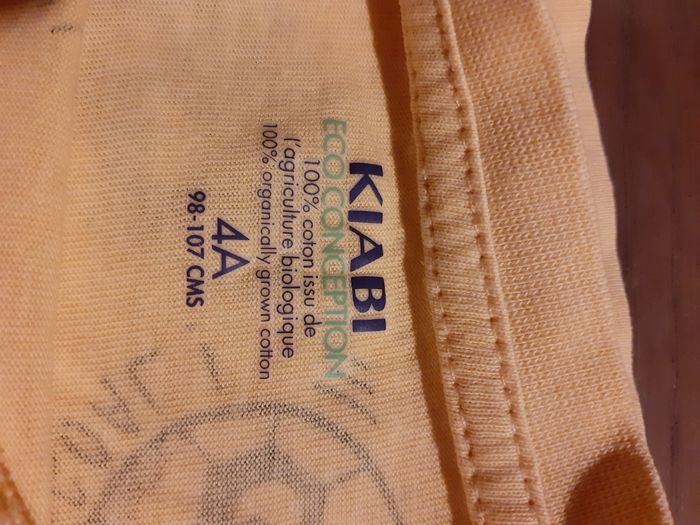 KIABI
ECO CONCEPTION
100% coton issu de
l'agriculture biologique
100% organically grown cotton
4A
98-107 CMS